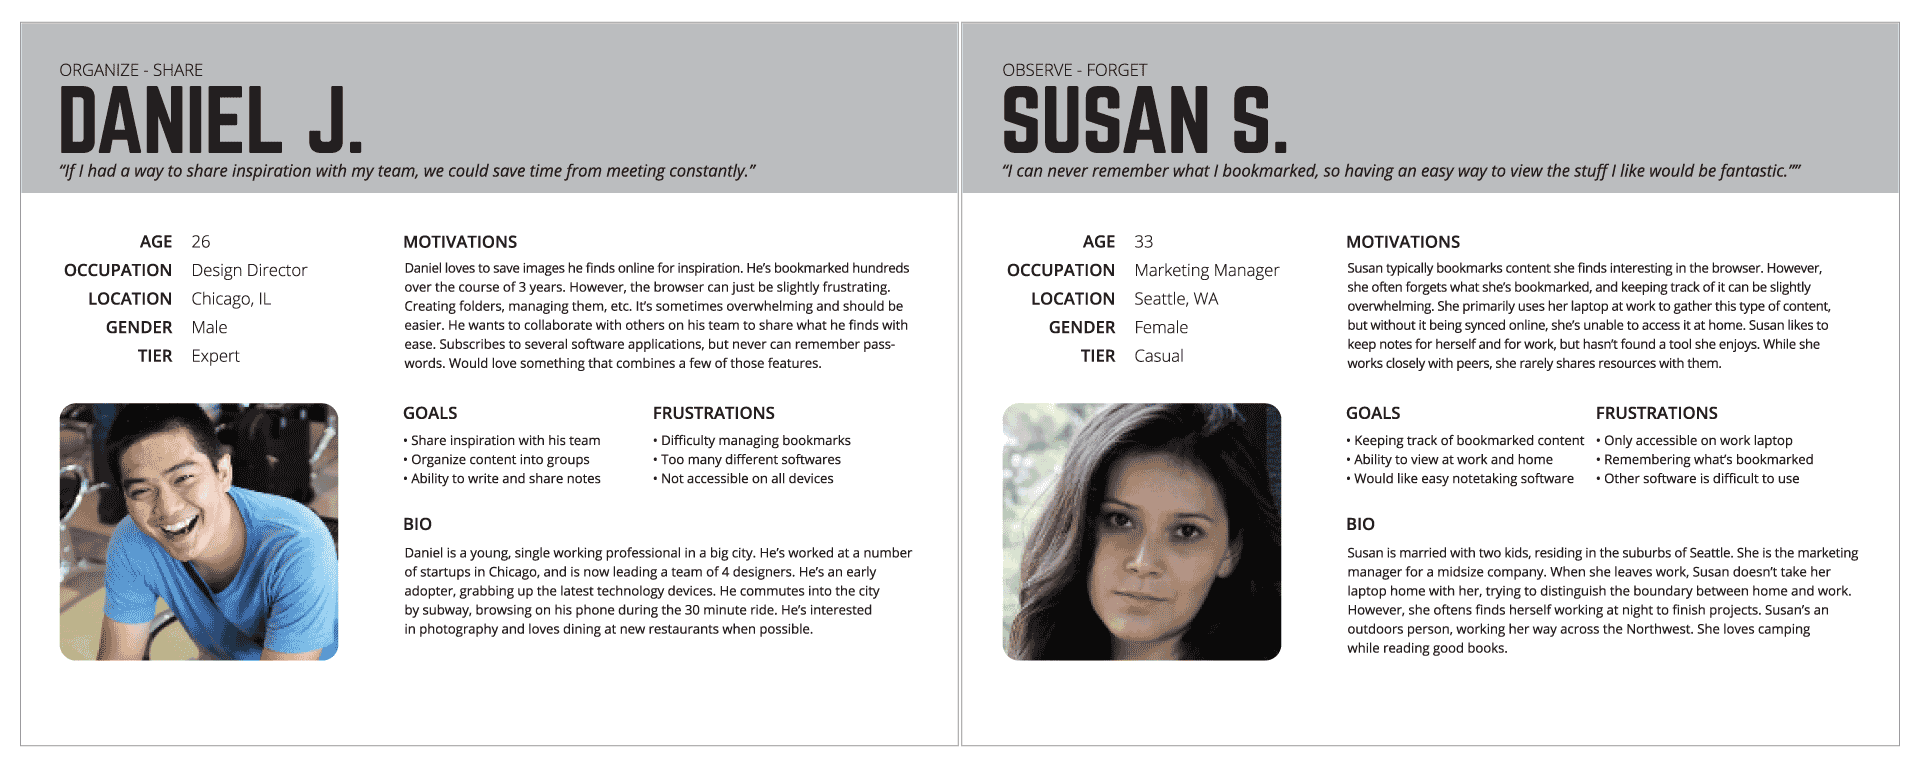 ORGANIZE - SHARE
DANIEL J.
“If I had a way to share inspiration with my team, we could save time from meeting constantly.”
AGE 26
OCCUPATION Design Director
LOCATION Chicago, IL
GENDER Male
TIER Expert
MOTIVATIONS
Daniel loves to save images he finds online for inspiration. He’s bookmarked hundreds
over the course of 3 years. However, the browser can just be slightly frustrating.
Creating folders, managing them, etc. It’s sometimes overwhelming and should be
easier. He wants to collaborate with others on his team to share what he finds with
ease. Subscribes to several software applications, but never can remember pass-
words. Would love something that combines a few of those features.
GOALS
• Share inspiration with his team
• Organize content into groups
• Ability to write and share notes
FRUSTRATIONS
• Difficulty managing bookmarks
• Too many different softwares
• Not accessible on all devices
BIO
Daniel is a young, single working professional in a big city. He’s worked at a number
of startups in Chicago, and is now leading a team of 4 designers. He’s an early
adopter, grabbing up the latest technology devices. He commutes into the city
by subway, browsing on his phone during the 30 minute ride. He’s interested
in photography and loves dining at new restaurants when possible.
OBSERVE - FORGET
SUSAN S.
“I can never remember what I bookmarked, so having an easy way to view the stuff I like would be fantastic.””
AGE 33
OCCUPATION Marketing Manager
LOCATION Seattle, WA
GENDER Female
TIER Casual
MOTIVATIONS
Susan typically bookmarks content she finds interesting in the browser. However,
she often forgets what she’s bookmarked, and keeping track of it can be slightly
overwhelming. She primarily uses her laptop at work to gather this type of content,
but without it being synced online, she’s unable to access it at home. Susan likes to
keep notes for herself and for work, but hasn’t found a tool she enjoys. While she
works closely with peers, she rarely shares resources with them.
GOALS
• Keeping track of bookmarked content
• Ability to view at work and home
• Would like easy notetaking software
FRUSTRATIONS
• Only accessible on work laptop
• Remembering what’s bookmarked
• Other software is difficult to use
BIO
Susan is married with two kids, residing in the suburbs of Seattle. She is the marketing
manager for a midsize company. When she leaves work, Susan doesn’t take her
laptop home with her, trying to distinguish the boundary between home and work.
However, she oftens finds herself working at night to finish projects. Susan’s an
outdoors person, working her way across the Northwest. She loves camping
while reading good books.